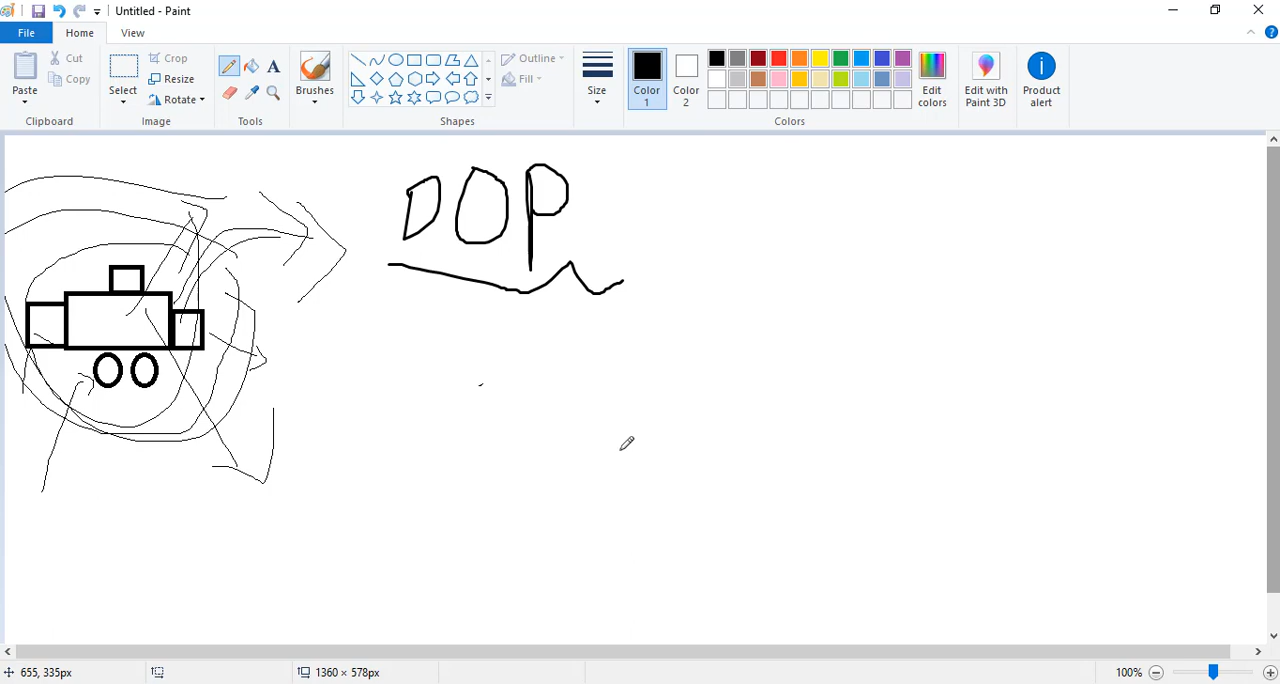 Untitled - Paint
File Home View
Paste Cut Copy Select Crop Resize Rotate Brushes Outline Fill Size Color 1 Color 2 Edit colors Edit with Paint 3D Product alert
Clipboard Image Tools Shapes Colors
DOP
655, 335px 1360 × 578px 100%